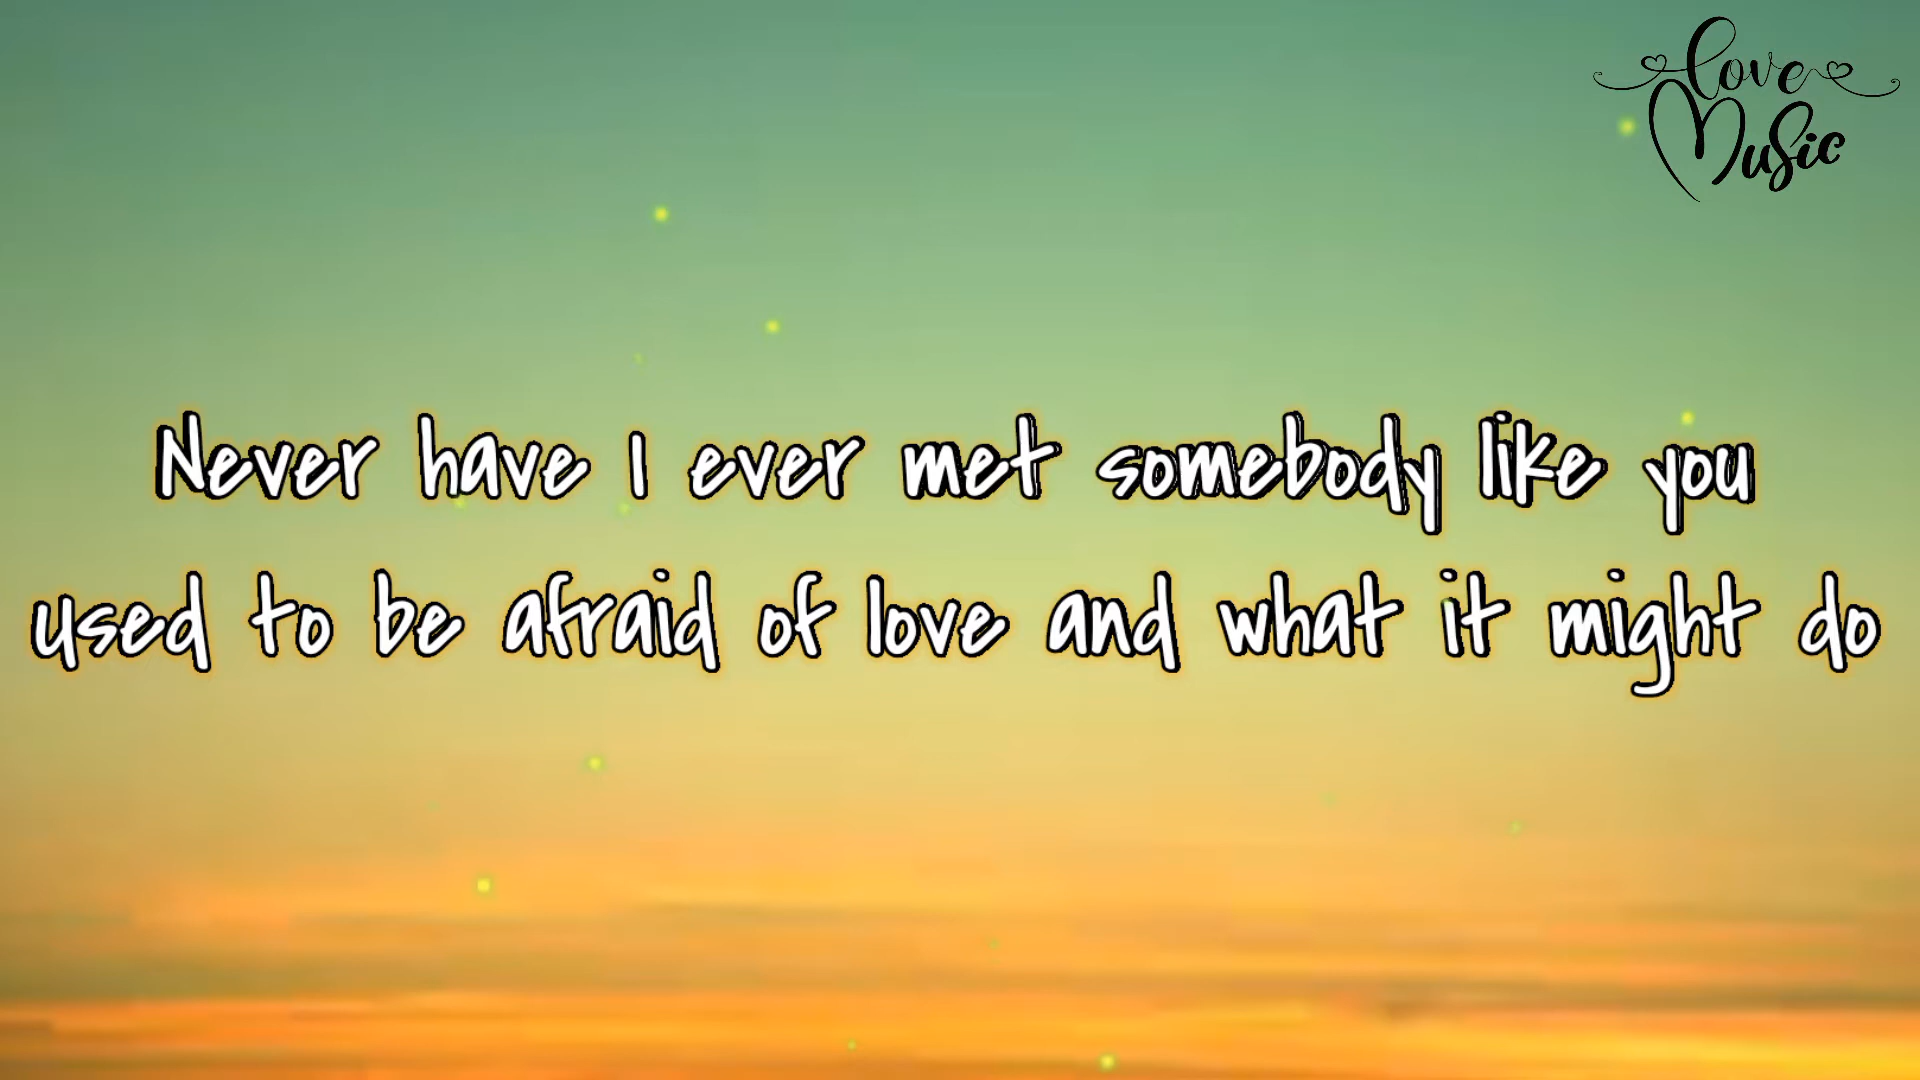 love
Music
Never have I ever met somebody like you
used to be afraid of love and what it might do